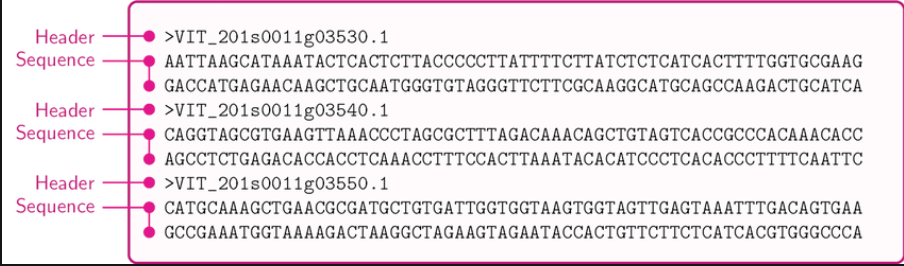 Header >VIT_201s0011g03530.1
Sequence AATTAAGCATAAATACTCACTCTTACCCCCTTATTTTCTTATCTCTCATCACTTTTGGTGCGAAG
GACCATGAGAACAAGCTGCAATGGGTGTAGGGTTCTTCGCAAGGCATGCAGCCAAGACTGCATCA
Header >VIT_201s0011g03540.1
Sequence CAGGTAGCGTGAAGTTAAACCCTAGCGCTTTAGACAAACAGCTGTAGTCACCGCCCACAAACACC
AGCCTCTGAGACACCACCTCAAACCTTTCCACTTAAATACACATCCCTCACACCCTTTTCAATTC
Header >VIT_201s0011g03550.1
Sequence CATGCAAAGCTGAACGCGATGCTGTGATTGGTGGTAAGTGGTAGTTGAGTAAATTTGACAGTGAA
GCCGAAATGGTAAAAGACTAAGGCTAGAAGTAGAATACCACTGTTCTTCTCATCACGTGGGCCCA